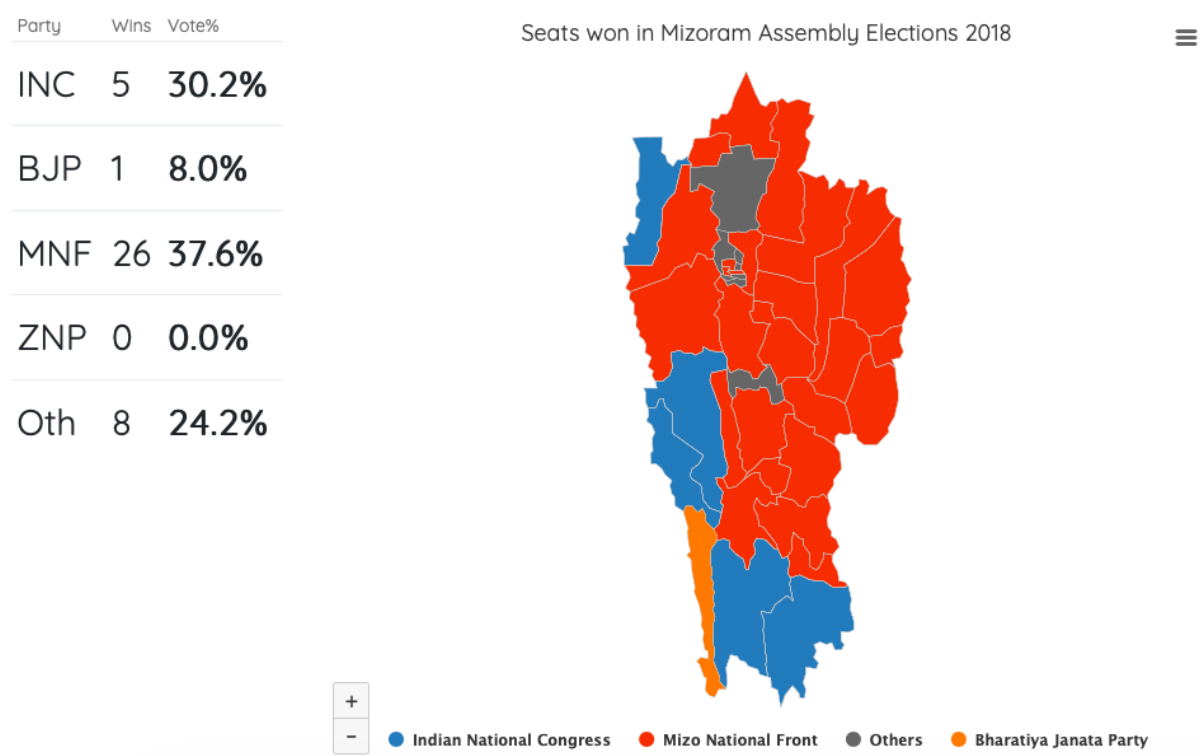 Party Wins Vote%
INC 5 30.2%
BJP 1 8.0%
MNF 26 37.6%
ZNP 0 0.0%
Oth 8 24.2%
Seats won in Mizoram Assembly Elections 2018
+
−
Indian National Congress Mizo National Front Others Bharatiya Janata Party